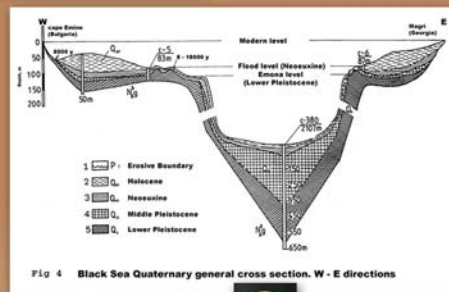 W
E
cape Emine
(Bulgaria)
Magri
(Georgia)
Modern level
8000 y
c-5
83m
8 - 18000 y
c-6
Flood level (Neoeuxine)
Emona level
(Lower Pleistocene)
Depth, m
0
50
100
150
200
50m
c-380
2107m
650m
1 P: Erosive Boundary
2 Holocene
3 Neoeuxine
4 Middle Pleistocene
5 Lower Pleistocene
Fig 4 Black Sea Quaternary general cross section. W - E directions